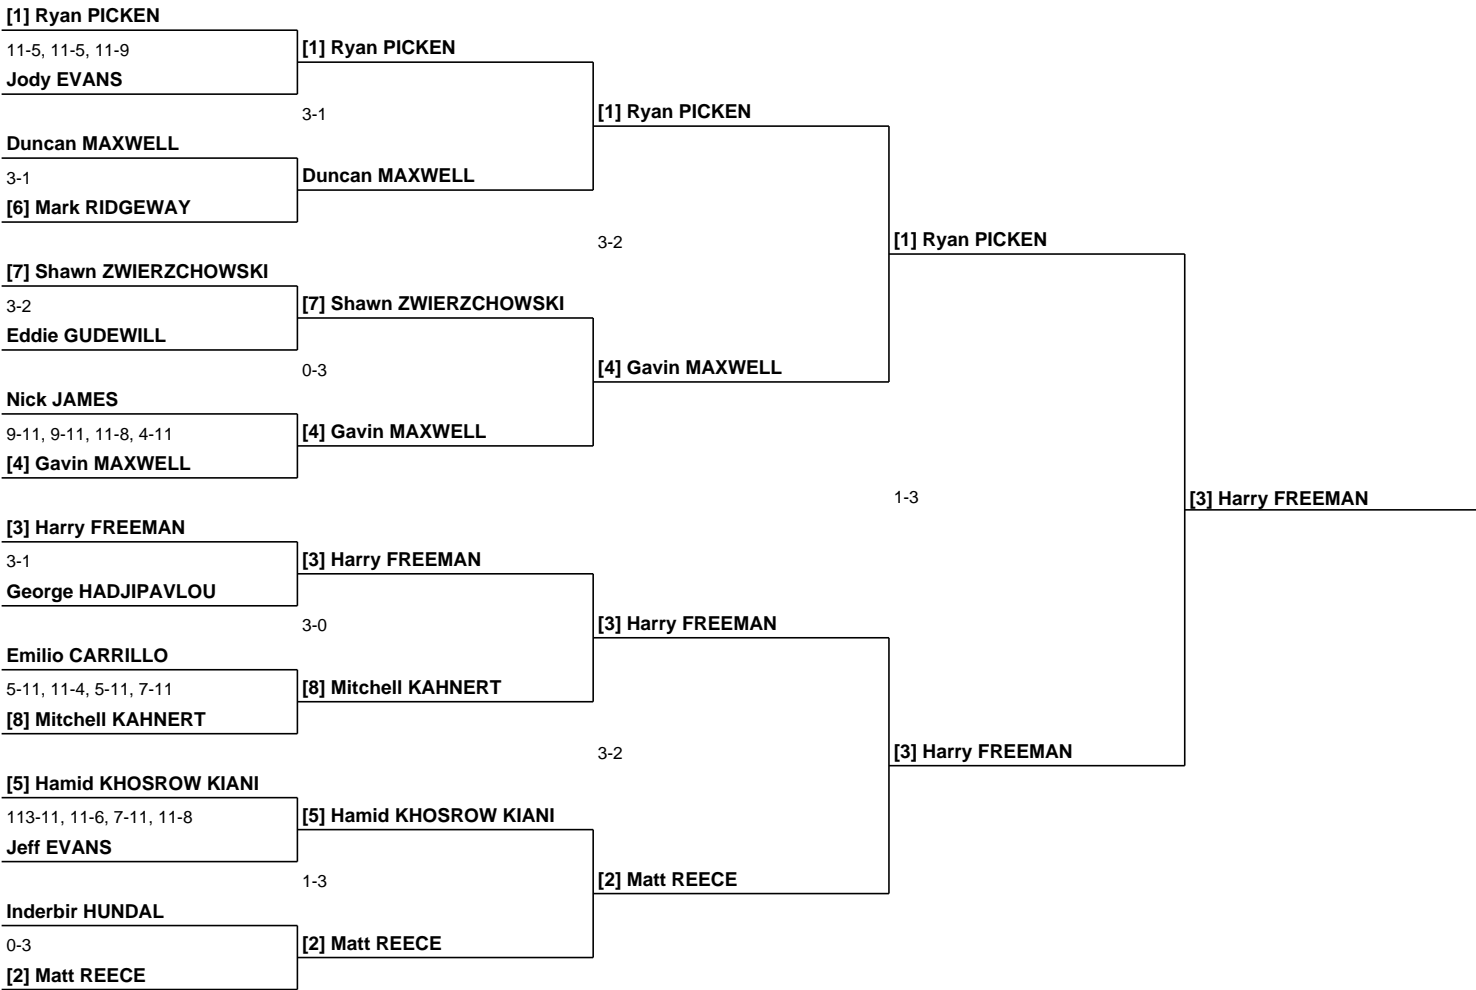 [1] Ryan PICKEN
11-5, 11-5, 11-9
Jody EVANS
Duncan MAXWELL
3-1
[6] Mark RIDGEWAY
[7] Shawn ZWIERZCHOWSKI
3-2
Eddie GUDEWILL
Nick JAMES
9-11, 9-11, 11-8, 4-11
[4] Gavin MAXWELL
[3] Harry FREEMAN
3-1
George HADJIPAVLOU
Emilio CARRILLO
5-11, 11-4, 5-11, 7-11
[8] Mitchell KAHNERT
[5] Hamid KHOSROW KIANI
113-11, 11-6, 7-11, 11-8
Jeff EVANS
Inderbir HUNDAL
0-3
[2] Matt REECE
[1] Ryan PICKEN
3-1
Duncan MAXWELL
[7] Shawn ZWIERZCHOWSKI
0-3
[4] Gavin MAXWELL
[3] Harry FREEMAN
3-0
[8] Mitchell KAHNERT
[5] Hamid KHOSROW KIANI
1-3
[2] Matt REECE
[1] Ryan PICKEN
3-2
[4] Gavin MAXWELL
[3] Harry FREEMAN
3-2
[2] Matt REECE
[1] Ryan PICKEN
1-3
[3] Harry FREEMAN
[3] Harry FREEMAN